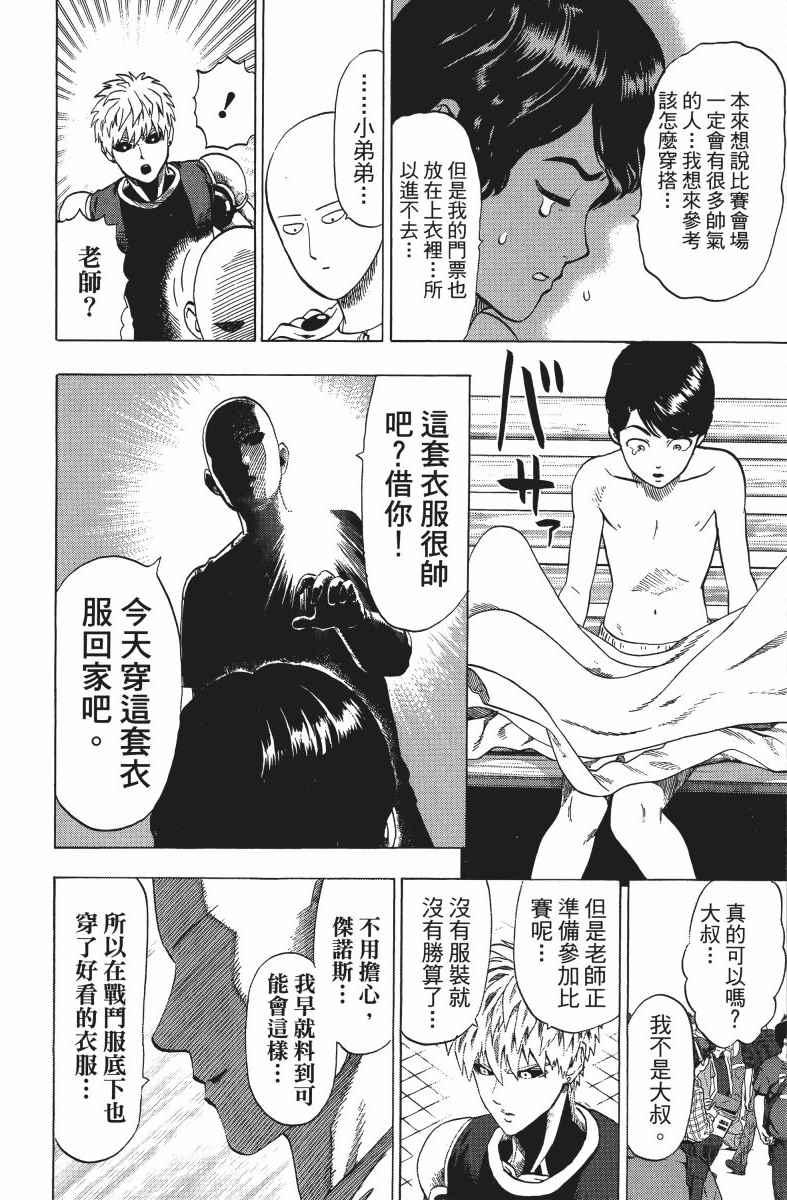 本來想說比賽會場
一定會有很多帥氣
的人…我想來參考
該怎麼穿搭…
但是我的門票也
放在上衣裡…所
以進不去…
……小弟弟…
！
老師？
バサァ
這套衣服很帥
吧？借你！
今天穿這套衣
服回家吧。
真的可以嗎？
大叔…
我不是大叔。
但是老師正
準備參加比
賽呢…
沒有服裝就
沒有勝算了…
不用擔心，
傑諾斯…
我早就料到可
能會這樣…
所以在戰鬥服底下也
穿了好看的衣服…